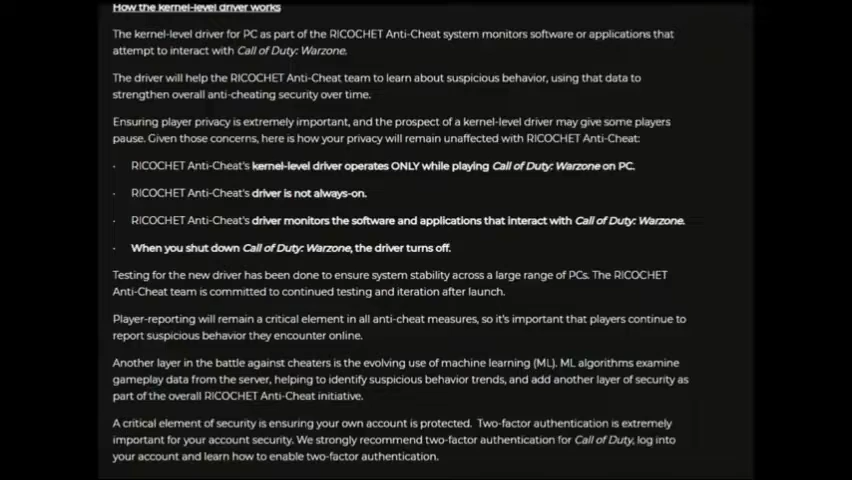 How the kernel-level driver works
The kernel-level driver for PC as part of the RICOCHET Anti-Cheat system monitors software or applications that
attempt to interact with Call of Duty: Warzone.
The driver will help the RICOCHET Anti-Cheat team to learn about suspicious behavior, using that data to
strengthen overall anti-cheating security over time.
Ensuring player privacy is extremely important, and the prospect of a kernel-level driver may give some players
pause. Given those concerns, here is how your privacy will remain unaffected with RICOCHET Anti-Cheat:
· RICOCHET Anti-Cheat's kernel-level driver operates ONLY while playing Call of Duty: Warzone on PC.
· RICOCHET Anti-Cheat's driver is not always-on.
· RICOCHET Anti-Cheat's driver monitors the software and applications that interact with Call of Duty: Warzone.
· When you shut down Call of Duty: Warzone, the driver turns off.
Testing for the new driver has been done to ensure system stability across a large range of PCs. The RICOCHET
Anti-Cheat team is committed to continued testing and iteration after launch.
Player-reporting will remain a critical element in all anti-cheat measures, so it's important that players continue to
report suspicious behavior they encounter online.
Another layer in the battle against cheaters is the evolving use of machine learning (ML). ML algorithms examine
gameplay data from the server, helping to identify suspicious behavior trends, and add another layer of security as
part of the overall RICOCHET Anti-Cheat initiative.
A critical element of security is ensuring your own account is protected. Two-factor authentication is extremely
important for your account security. We strongly recommend two-factor authentication for Call of Duty, log into
your account and learn how to enable two-factor authentication.